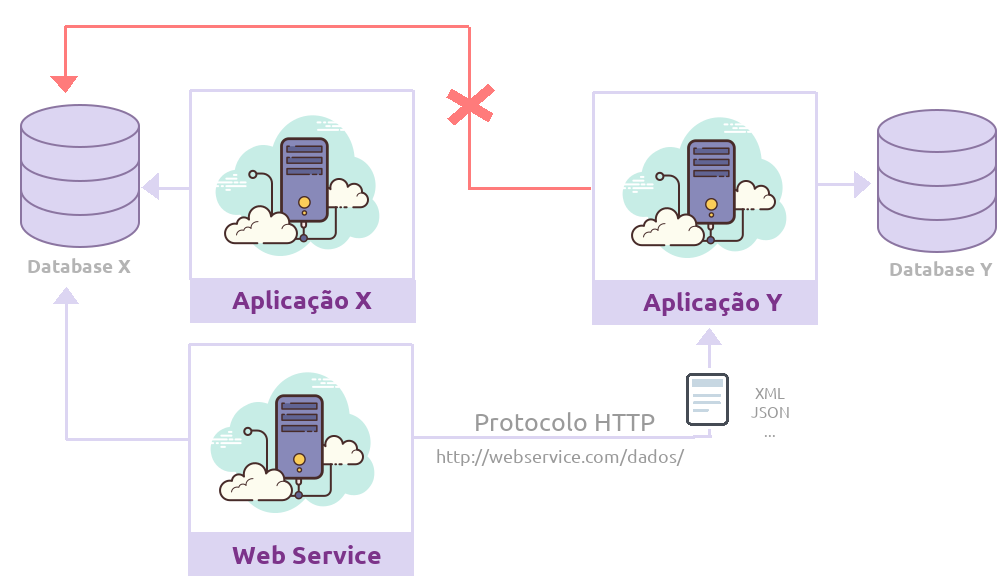 Database X
Aplicação X
Aplicação Y
Database Y
XML
JSON
...
Protocolo HTTP
http://webservice.com/dados/
Web Service